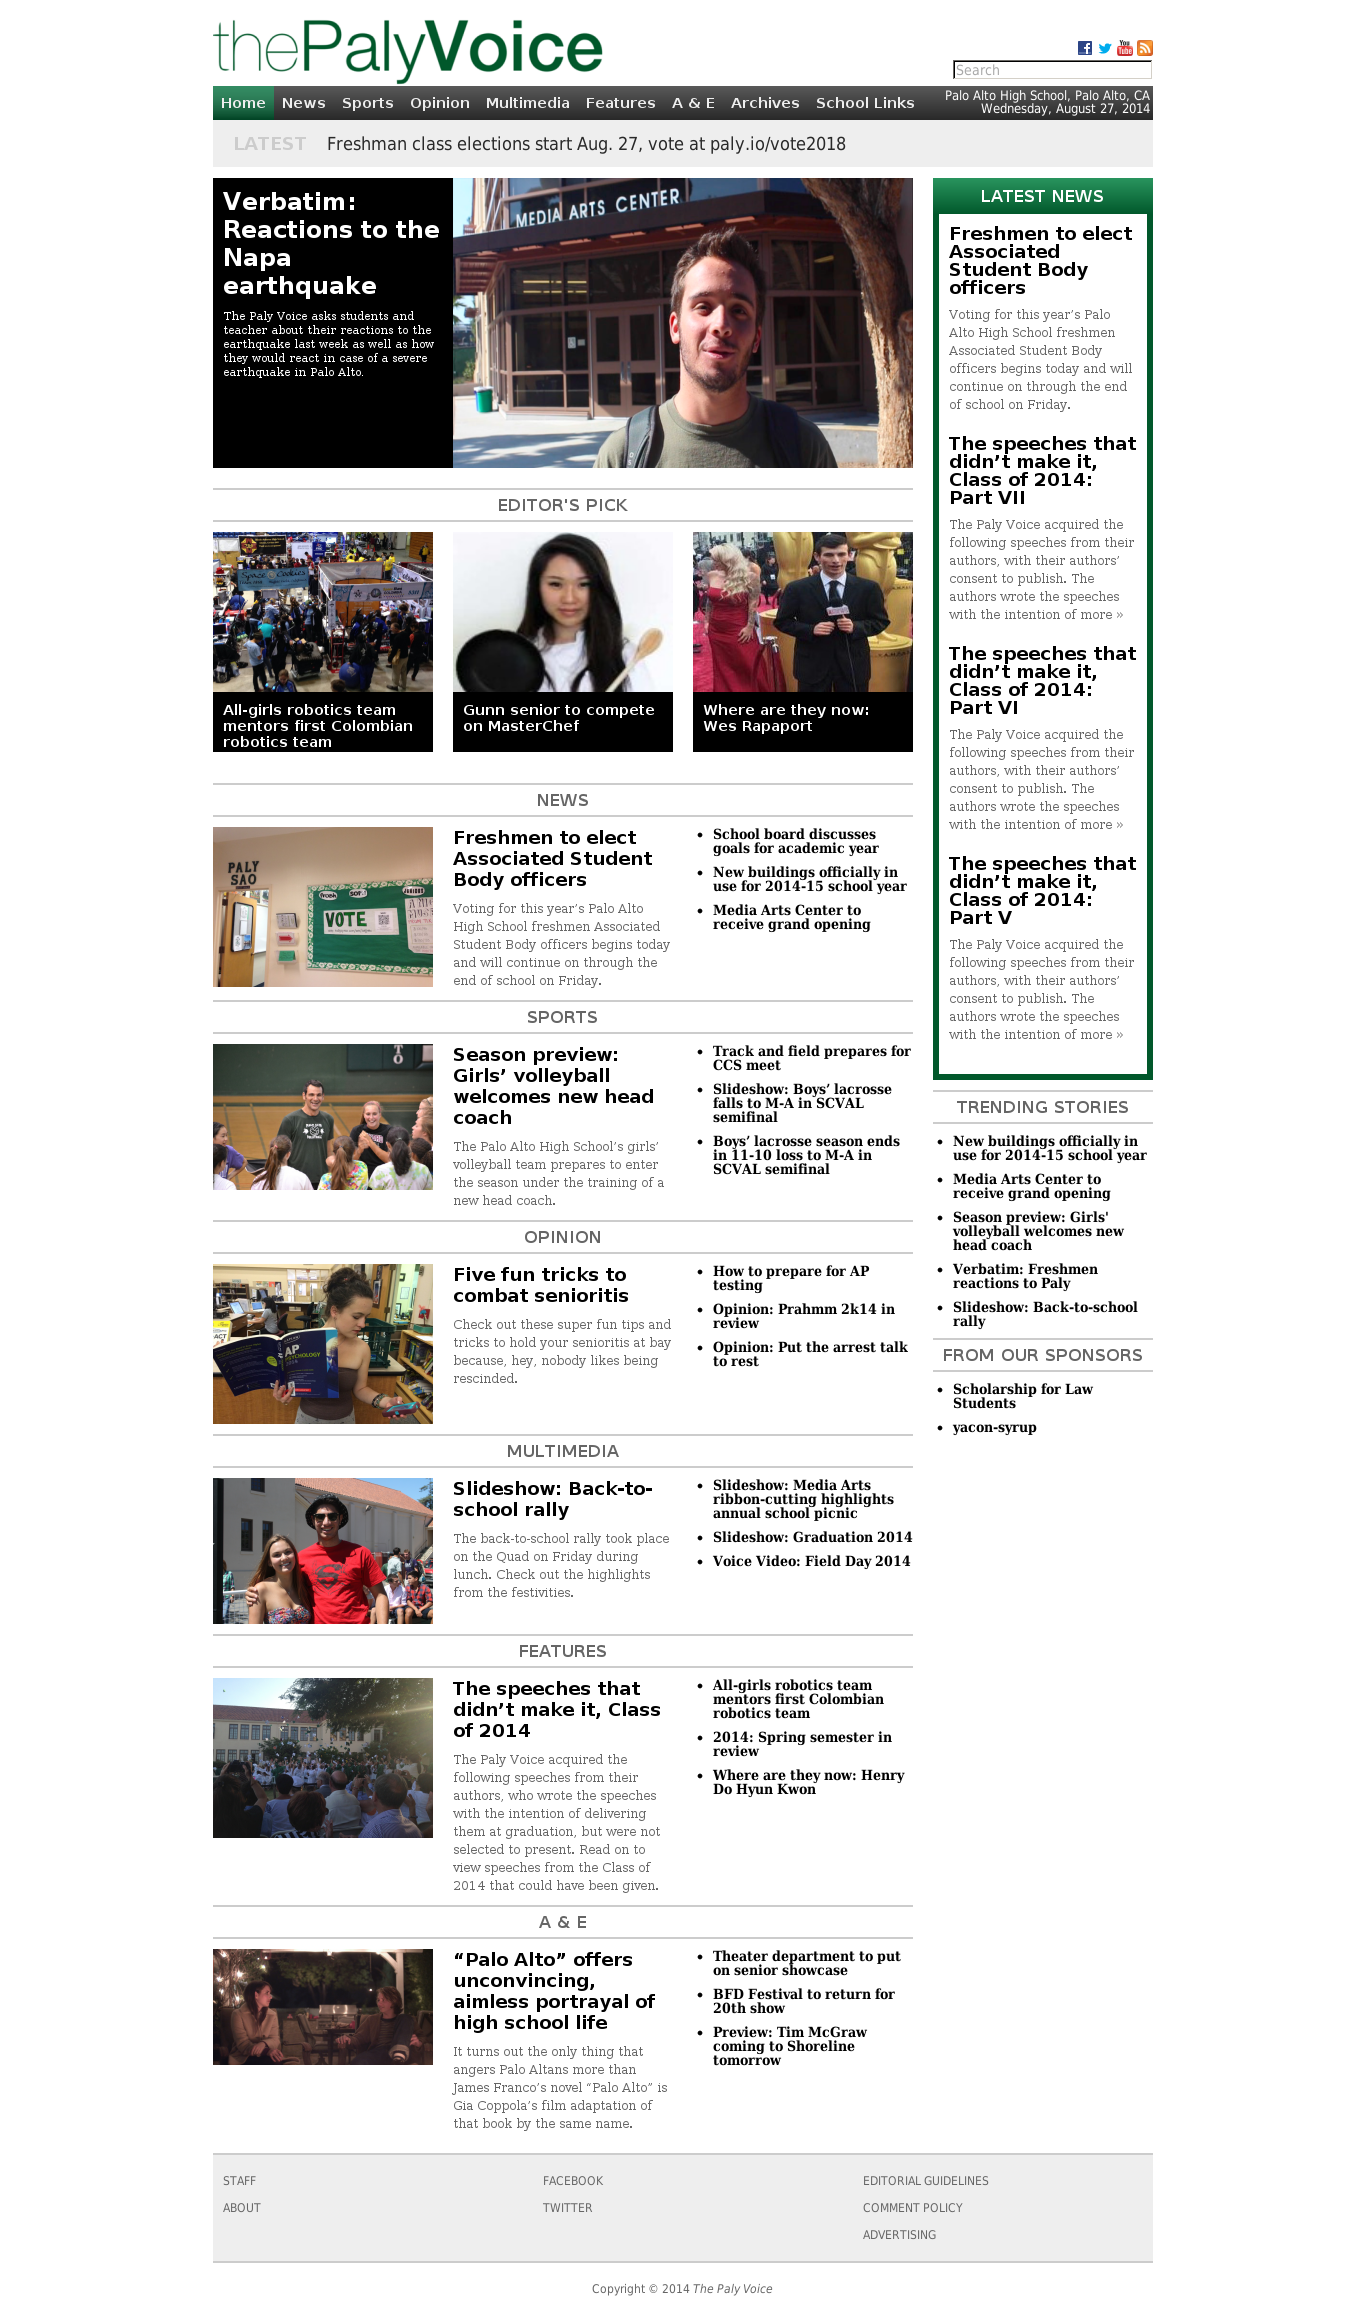 thePalyVoice
Search
Home News Sports Opinion Multimedia Features A & E Archives School Links
Palo Alto High School, Palo Alto, CA
Wednesday, August 27, 2014
LATEST Freshman class elections start Aug. 27, vote at paly.io/vote2018
Verbatim:
Reactions to the
Napa
earthquake
The Paly Voice asks students and
teacher about their reactions to the
earthquake last week as well as how
they would react in case of a severe
earthquake in Palo Alto.
MEDIA ARTS CENTER
EDITOR'S PICK
Space Cookies
All-girls robotics team
mentors first Colombian
robotics team
Gunn senior to compete
on MasterChef
Where are they now:
Wes Rapaport
NEWS
PALY
SAO
VOTE
Freshmen to elect
Associated Student
Body officers
Voting for this year’s Palo Alto
High School freshmen Associated
Student Body officers begins today
and will continue on through the
end of school on Friday.
School board discusses
goals for academic year
New buildings officially in
use for 2014-15 school year
Media Arts Center to
receive grand opening
SPORTS
TO
Season preview:
Girls’ volleyball
welcomes new head
coach
The Palo Alto High School’s girls’
volleyball team prepares to enter
the season under the training of a
new head coach.
Track and field prepares for
CCS meet
Slideshow: Boys’ lacrosse
falls to M-A in SCVAL
semifinal
Boys’ lacrosse season ends
in 11-10 loss to M-A in
SCVAL semifinal
OPINION
AP
PSYCHOLOGY
Five fun tricks to
combat senioritis
Check out these super fun tips and
tricks to hold your senioritis at bay
because, hey, nobody likes being
rescinded.
How to prepare for AP
testing
Opinion: Prahmm 2k14 in
review
Opinion: Put the arrest talk
to rest
MULTIMEDIA
Slideshow: Back-to-
school rally
The back-to-school rally took place
on the Quad on Friday during
lunch. Check out the highlights
from the festivities.
Slideshow: Media Arts
ribbon-cutting highlights
annual school picnic
Slideshow: Graduation 2014
Voice Video: Field Day 2014
FEATURES
The speeches that
didn’t make it, Class
of 2014
The Paly Voice acquired the
following speeches from their
authors, who wrote the speeches
with the intention of delivering
them at graduation, but were not
selected to present. Read on to
view speeches from the Class of
2014 that could have been given.
All-girls robotics team
mentors first Colombian
robotics team
2014: Spring semester in
review
Where are they now: Henry
Do Hyun Kwon
A & E
“Palo Alto” offers
unconvincing,
aimless portrayal of
high school life
It turns out the only thing that
angers Palo Altans more than
James Franco’s novel “Palo Alto” is
Gia Coppola’s film adaptation of
that book by the same name.
Theater department to put
on senior showcase
BFD Festival to return for
20th show
Preview: Tim McGraw
coming to Shoreline
tomorrow
LATEST NEWS
Freshmen to elect
Associated
Student Body
officers
Voting for this year’s Palo
Alto High School freshmen
Associated Student Body
officers begins today and will
continue on through the end
of school on Friday.
The speeches that
didn’t make it,
Class of 2014:
Part VII
The Paly Voice acquired the
following speeches from their
authors, with their authors’
consent to publish. The
authors wrote the speeches
with the intention of more »
The speeches that
didn’t make it,
Class of 2014:
Part VI
The Paly Voice acquired the
following speeches from their
authors, with their authors’
consent to publish. The
authors wrote the speeches
with the intention of more »
The speeches that
didn’t make it,
Class of 2014:
Part V
The Paly Voice acquired the
following speeches from their
authors, with their authors’
consent to publish. The
authors wrote the speeches
with the intention of more »
TRENDING STORIES
New buildings officially in
use for 2014-15 school year
Media Arts Center to
receive grand opening
Season preview: Girls'
volleyball welcomes new
head coach
Verbatim: Freshmen
reactions to Paly
Slideshow: Back-to-school
rally
FROM OUR SPONSORS
Scholarship for Law
Students
yacon-syrup
STAFF
ABOUT
FACEBOOK
TWITTER
EDITORIAL GUIDELINES
COMMENT POLICY
ADVERTISING
Copyright © 2014 The Paly Voice